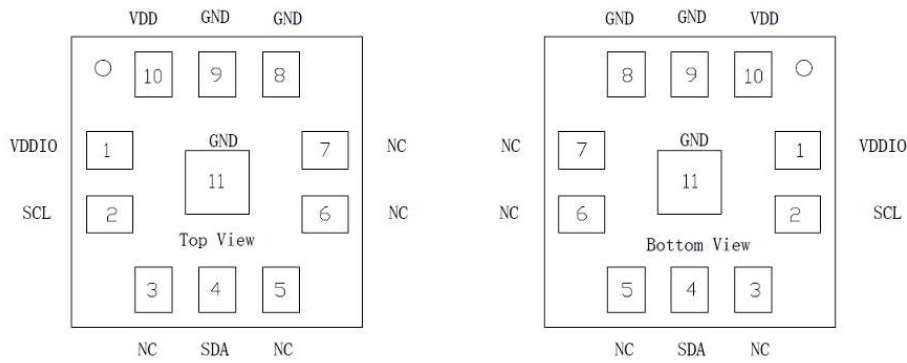 VDD GND GND
10 9 8
VDDIO 1 GND 7 NC
11
SCL 2 6 NC
Top View
3 4 5
NC SDA NC
GND GND VDD
8 9 10
NC 7 GND 1 VDDIO
11
NC 6 2 SCL
Bottom View
5 4 3
NC SDA NC